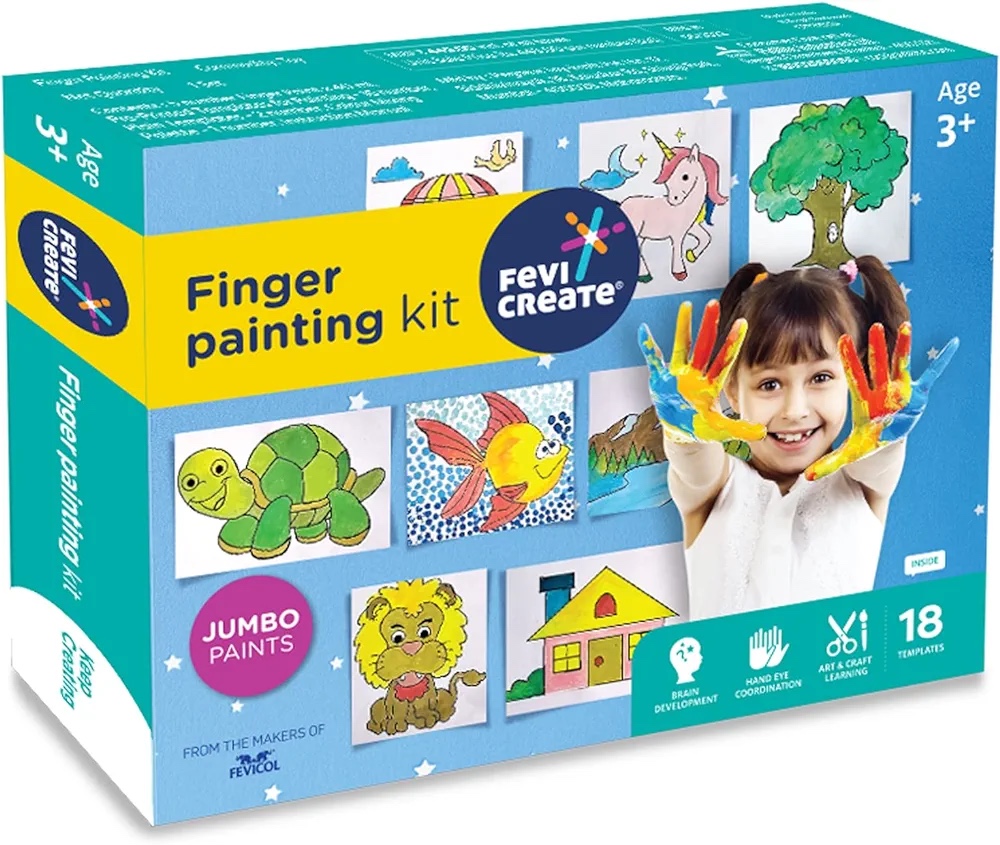 Age
3+
FEVI
CREATE®
Finger painting kit
Keep
Creating
Age
3+
Finger
painting kit
FEVI
CREATE®
JUMBO
PAINTS
FROM THE MAKERS OF
FEVICOL
INSIDE
BRAIN
DEVELOPMENT
HAND EYE
COORDINATION
ART & CRAFT
LEARNING
18
TEMPLATES